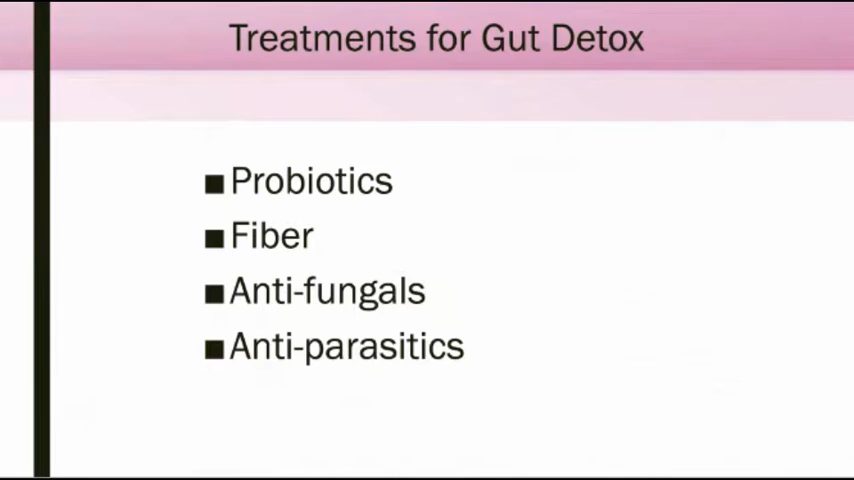 Treatments for Gut Detox
■Probiotics
■Fiber
■Anti-fungals
■Anti-parasitics